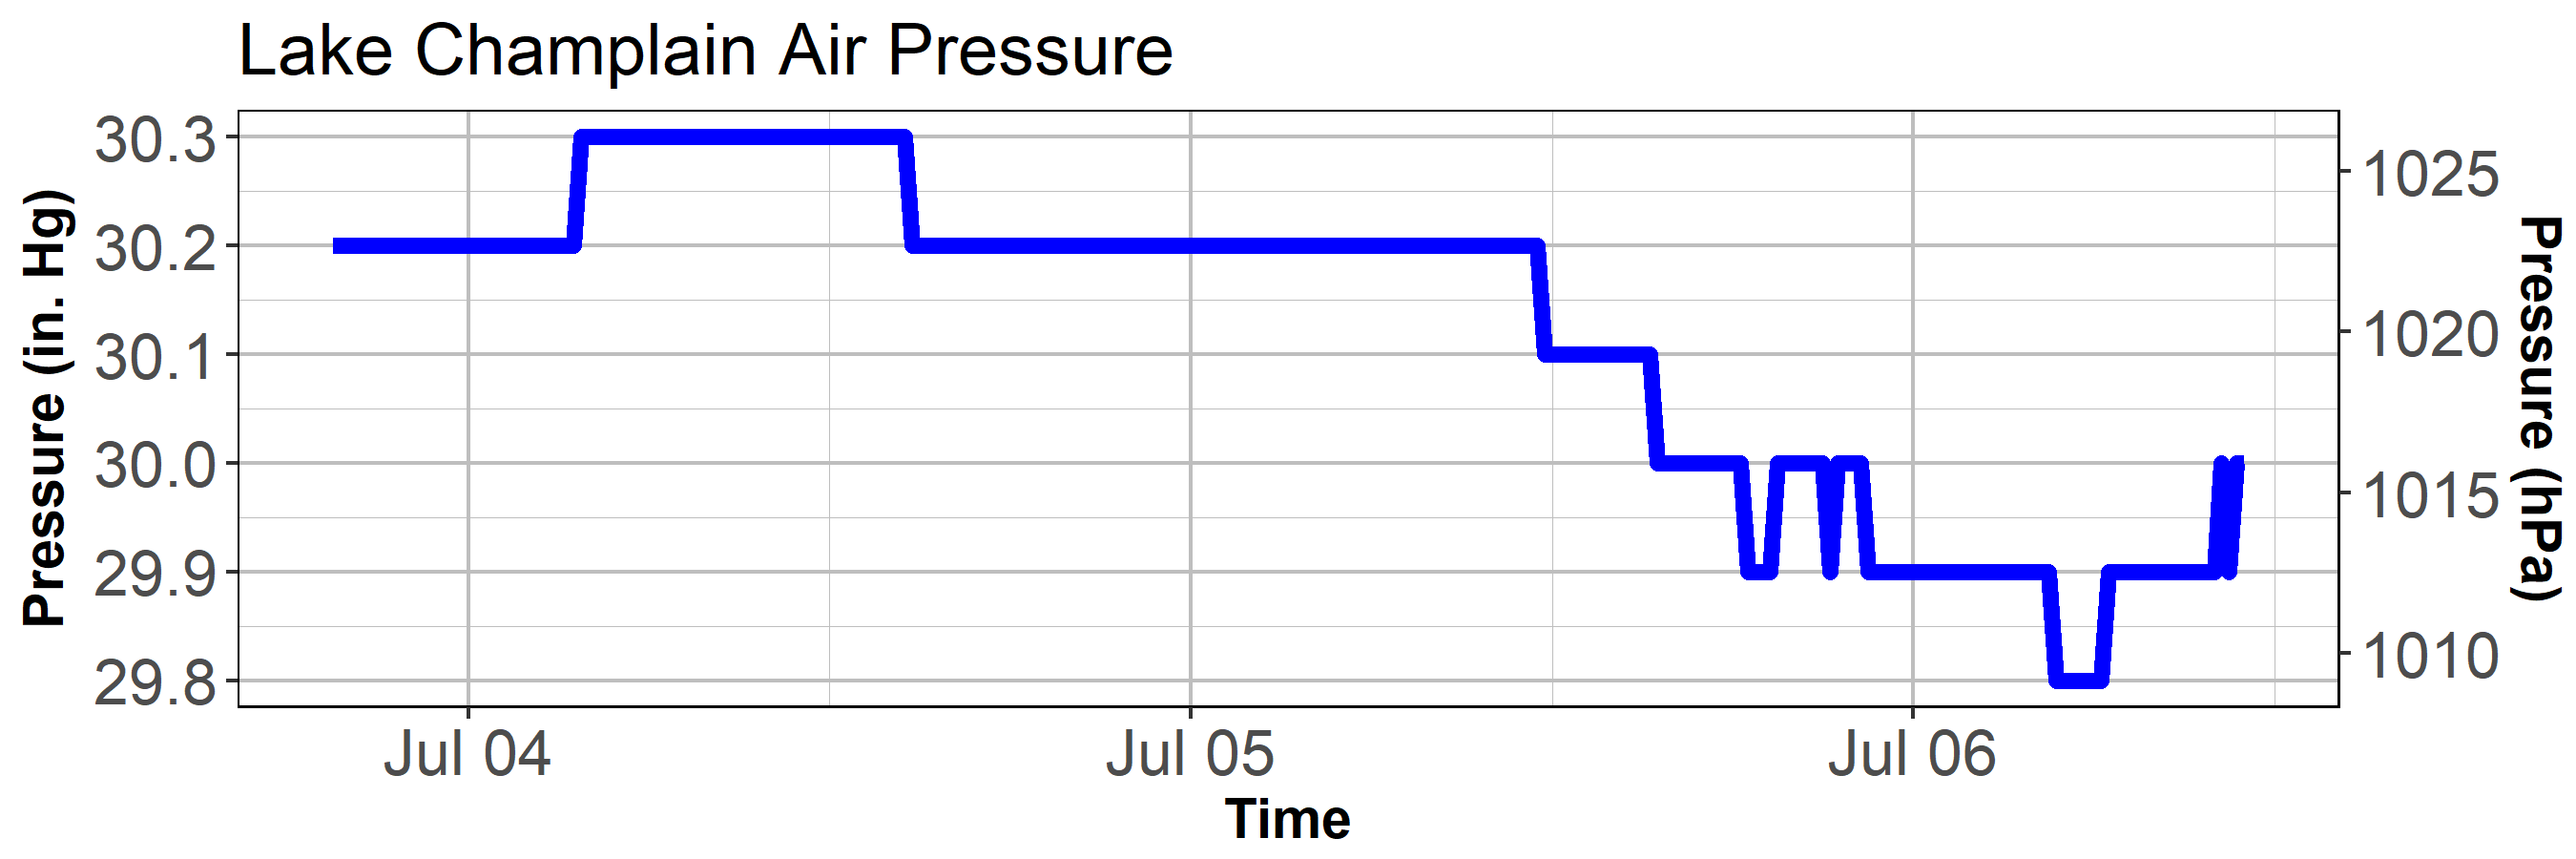 Lake Champlain Air Pressure
Pressure (in. Hg)
30.3
30.2
30.1
30.0
29.9
29.8
1025
1020
1015
1010
Pressure (hPa)
Jul 04 Jul 05 Jul 06
Time